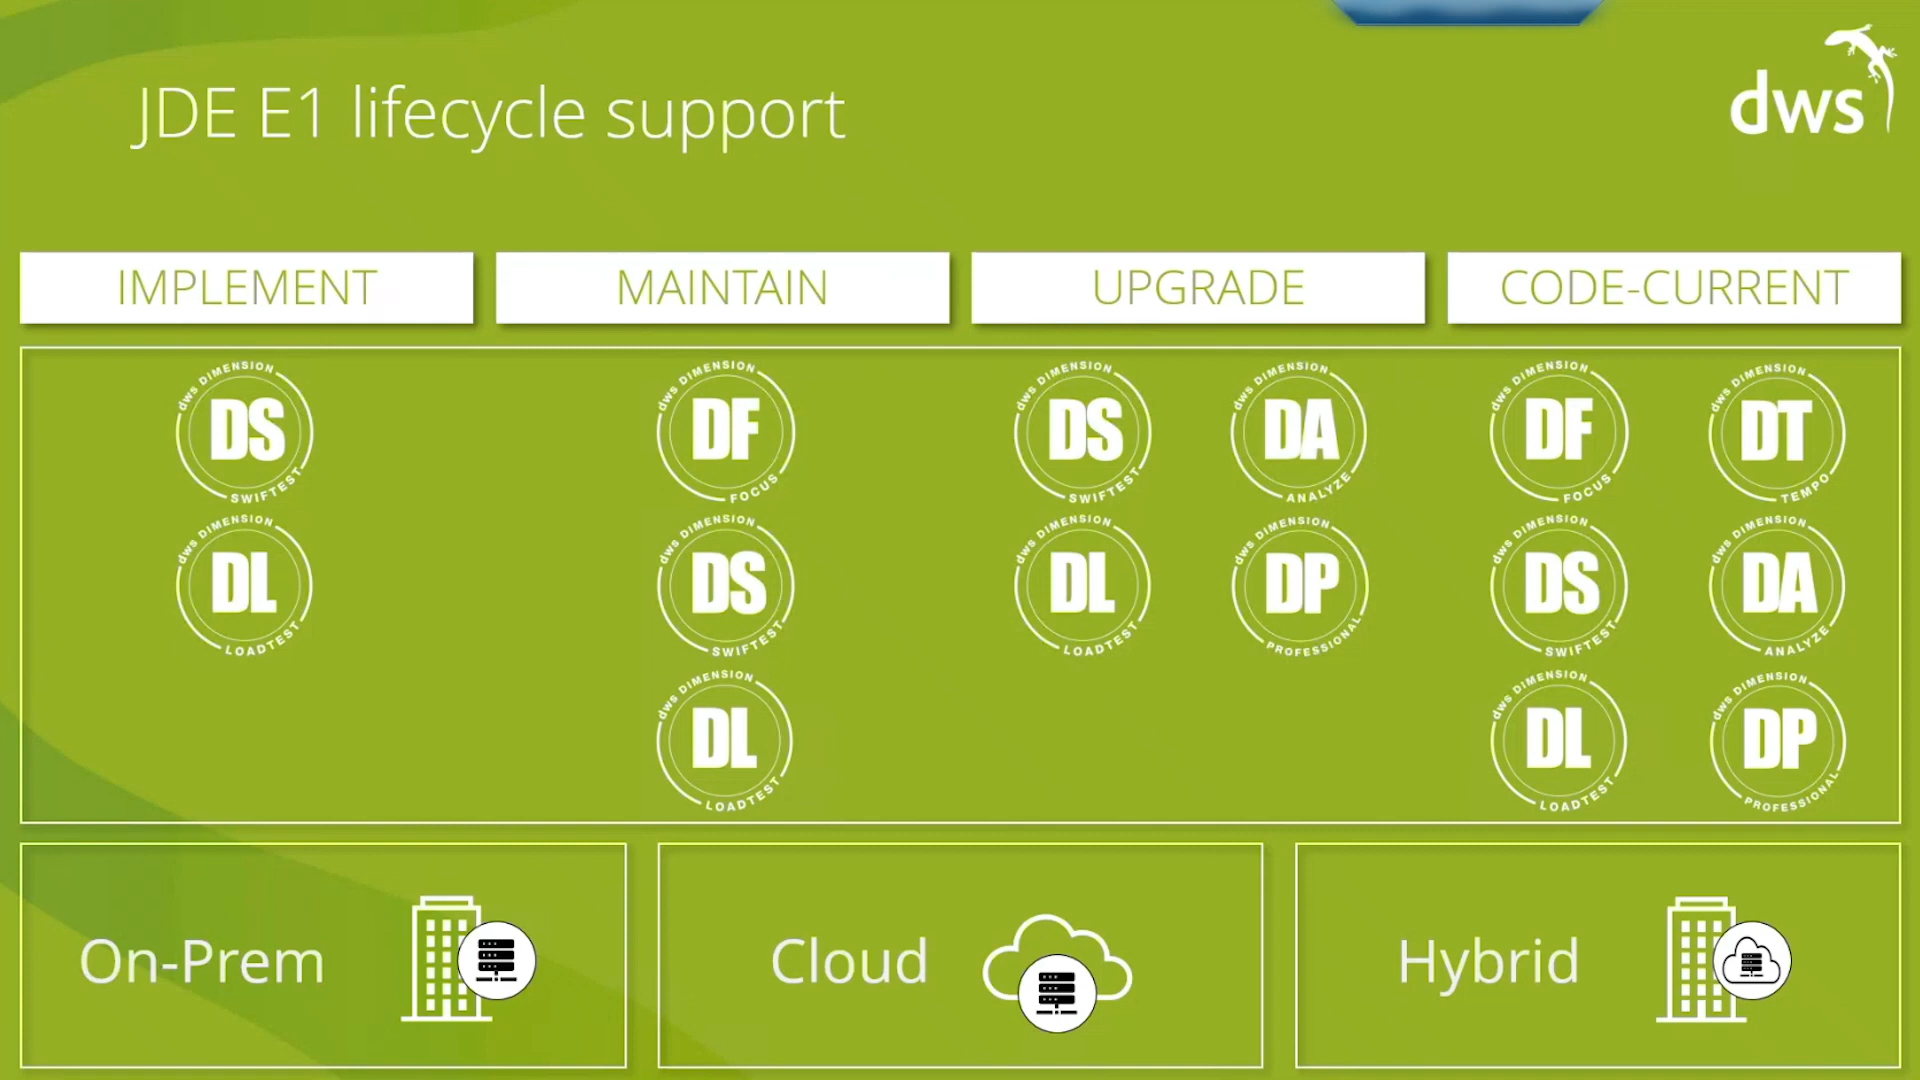 JDE E1 lifecycle support
dws
IMPLEMENT
MAINTAIN
UPGRADE
CODE-CURRENT
dws DIMENSION
DS
SWIFTEST
dws DIMENSION
DL
LOADTEST
dws DIMENSION
DF
FOCUS
dws DIMENSION
DS
SWIFTEST
dws DIMENSION
DL
LOADTEST
dws DIMENSION
DS
SWIFTEST
dws DIMENSION
DA
ANALYZE
dws DIMENSION
DL
LOADTEST
dws DIMENSION
DP
PROFESSIONAL
dws DIMENSION
DF
FOCUS
dws DIMENSION
DT
TEMPO
dws DIMENSION
DS
SWIFTEST
dws DIMENSION
DA
ANALYZE
dws DIMENSION
DL
LOADTEST
dws DIMENSION
DP
PROFESSIONAL
On-Prem
Cloud
Hybrid